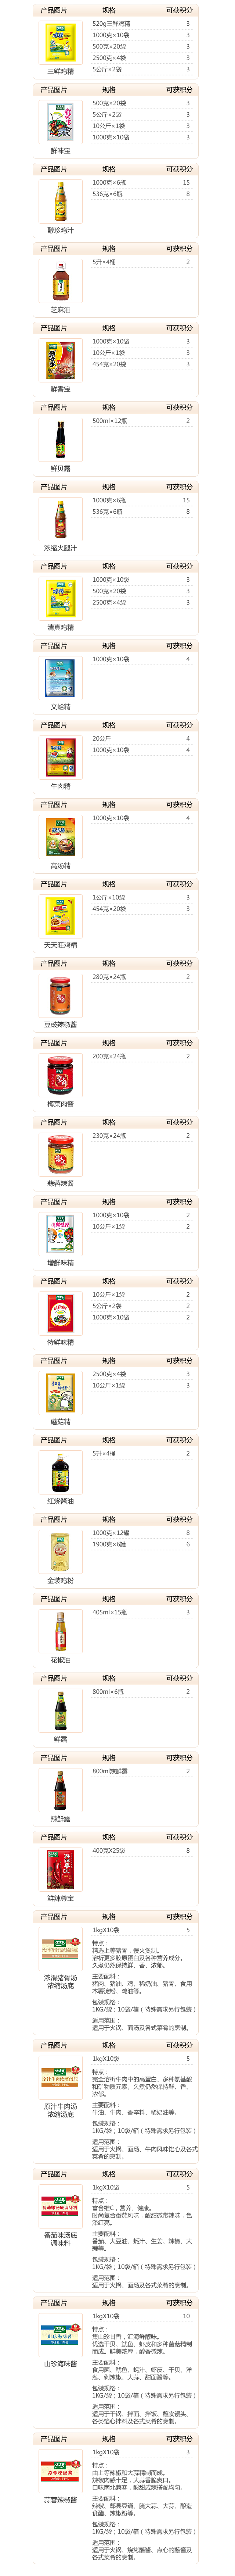 产品图片 规格 可获积分
520g三鲜鸡精 3
1000克×10袋 3
500克×20袋 3
2500克×4袋 3
5公斤×2袋 3
三鲜鸡精
产品图片 规格 可获积分
500克×20袋 3
5公斤×2袋 3
10公斤×1袋 3
1000克×10袋 3
鲜味宝
产品图片 规格 可获积分
1000克×6瓶 15
536克×6瓶 8
醇珍鸡汁
产品图片 规格 可获积分
5升×4桶 2
芝麻油
产品图片 规格 可获积分
1000克×10袋 3
10公斤×1袋 3
454克×20袋 3
鲜香宝
产品图片 规格 可获积分
500ml×12瓶 2
鲜贝露
产品图片 规格 可获积分
1000克×6瓶 15
536克×6瓶 8
浓缩火腿汁
产品图片 规格 可获积分
1000克×10袋 3
500克×20袋 3
2500克×4袋 3
清真鸡精
产品图片 规格 可获积分
1000克×10袋 4
文蛤精
产品图片 规格 可获积分
20公斤 4
1000克×10袋 4
牛肉精
产品图片 规格 可获积分
1000克×10袋 4
高汤精
产品图片 规格 可获积分
1公斤×10袋 3
454克×20袋 3
天天旺鸡精
产品图片 规格 可获积分
280克×24瓶 2
豆豉辣椒酱
产品图片 规格 可获积分
200克×24瓶 2
梅菜肉酱
产品图片 规格 可获积分
230克×24瓶 2
蒜蓉辣酱
产品图片 规格 可获积分
1000克×10袋 2
10公斤×1袋 2
增鲜味精
产品图片 规格 可获积分
10公斤×1袋 2
5公斤×2袋 2
1000克×10袋 2
特鲜味精
产品图片 规格 可获积分
2500克×4袋 3
10公斤×1袋 3
蘑菇精
产品图片 规格 可获积分
5升×4桶 2
红烧酱油
产品图片 规格 可获积分
1000克×12罐 8
1900克×6罐 6
金装鸡粉
产品图片 规格 可获积分
405ml×15瓶 3
花椒油
产品图片 规格 可获积分
800ml×6瓶 2
鲜露
产品图片 规格 可获积分
800ml辣鲜露 2
辣鲜露
产品图片 规格 可获积分
400克X25袋 8
鲜辣尊宝
产品图片 规格 可获积分
1kgX10袋 5
特点：
精选上等猪骨，慢火煲制。
溶析更多胶原蛋白及各种营养成分。
久煮仍然保持鲜、香、浓郁。
主要配料：
猪肉、猪油、鸡、稀奶油、猪骨、食用
木薯淀粉、鸡油等。
包装规格：
1KG/袋；10袋/箱（特殊需求另行包装）
适用范围：
适用于火锅、面汤及各式菜肴的烹制。
浓滑猪骨汤
浓缩汤底
产品图片 规格 可获积分
1kgX10袋 5
特点：
完全溶析牛肉中的高蛋白、多种氨基酸
和矿物质元素。久熬仍然保持鲜、香、
浓郁。
主要配料：
牛油、牛肉、香辛料、稀奶油等。
包装规格：
1KG/袋；10袋/箱（特殊需求另行包装）
适用范围：
适用于火锅、面汤、牛肉风味馅心及各式
菜肴的烹制。
原汁牛肉汤
浓缩汤底
产品图片 规格 可获积分
1kgX10袋 5
特点：
富含维C，营养、健康。
时尚复合番茄风味，酸甜微带辣味，色
泽红亮。
主要配料：
番茄、大豆油、蚝汁、生姜、辣椒、大
蒜等。
包装规格：
1KG/袋；10袋/箱（特殊需求另行包装）
适用范围：
适用于火锅、面汤及各式菜肴的烹制。
番茄味汤底
调味料
产品图片 规格 可获积分
1kgX10袋 10
特点：
集山珍甘香，汇海鲜醇味。
优选干贝、鱿鱼、虾皮和多种菌菇精制
而成。鲜美浓厚，醇香微辣。
主要配料：
食用菌、鱿鱼、蚝汁、虾皮、干贝、洋
葱、剁辣椒、大蒜、甜面酱等。
包装规格：
1KG/袋；10袋/箱（特殊需求另行包装）
适用范围：
适用于干锅、拌面、拌饭、蘸食馒头、
各类馅心拌料及各式菜肴的烹制。
山珍海味酱
产品图片 规格 可获积分
1kgX10袋 3
特点：
由上等辣椒和大蒜精制而成。
辣椒肉感十足，大蒜香脆爽口。
口味南北兼容，酸甜咸辣搭配均匀。
主要配料：
辣椒、郫县豆瓣、腌大蒜、大蒜、酿造
食醋、辣椒粉等。
包装规格：
1KG/袋；10袋/箱（特殊需求另行包装）
适用范围：
适用于火锅、烧烤蘸酱、点心的蘸酱及
各式菜肴的烹制。
蒜蓉辣椒酱